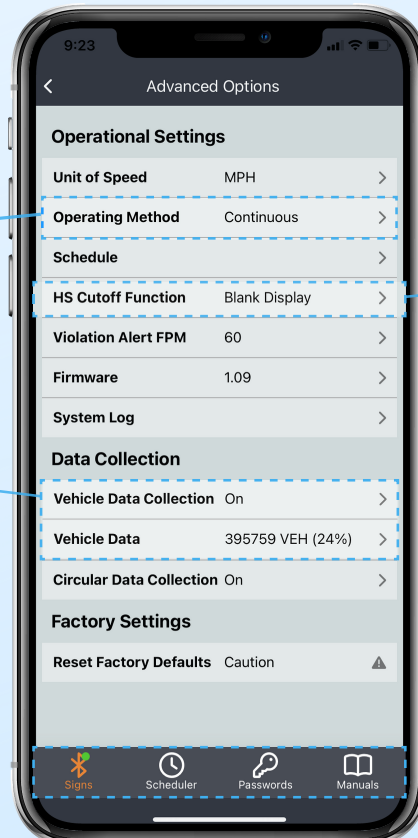 9:23
Advanced Options
Operational Settings
Unit of Speed MPH
Operating Method Continuous
Schedule
HS Cutoff Function Blank Display
Violation Alert FPM 60
Firmware 1.09
System Log
Data Collection
Vehicle Data Collection On
Vehicle Data 395759 VEH (24%)
Circular Data Collection On
Factory Settings
Reset Factory Defaults Caution
Signs Scheduler Passwords Manuals